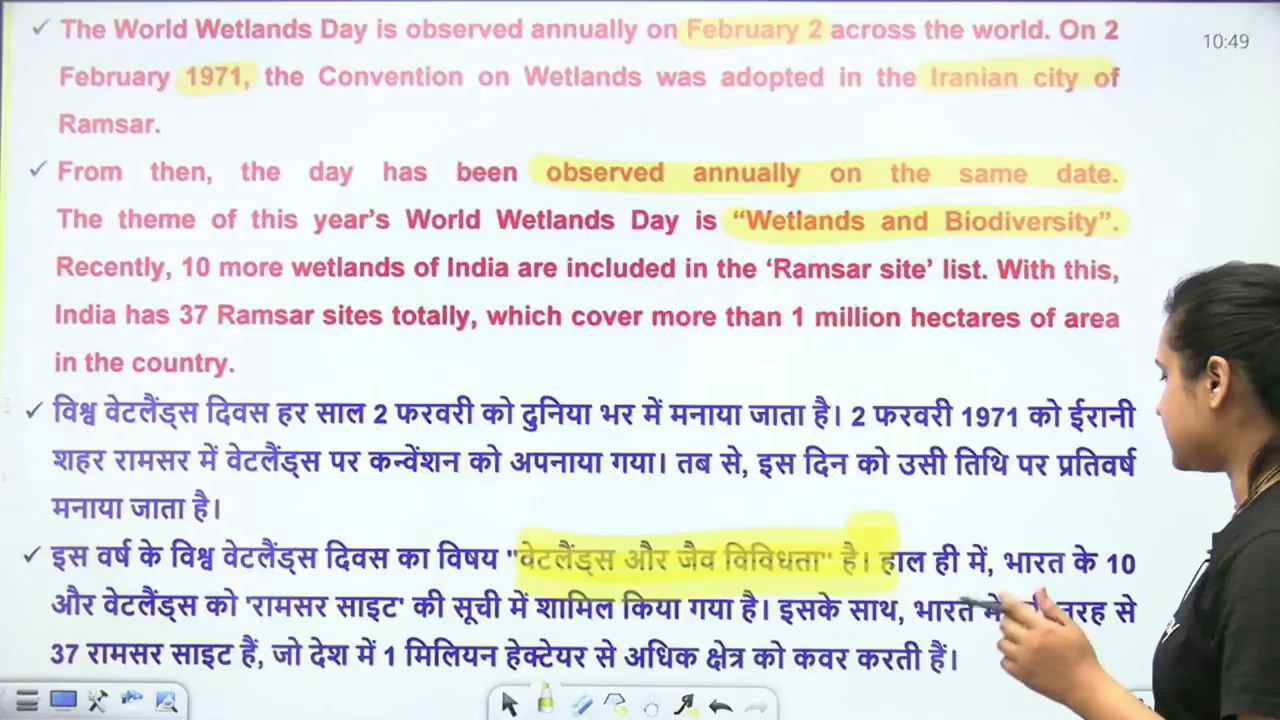 ✓ The World Wetlands Day is observed annually on February 2 across the world. On 2
10:49
February 1971, the Convention on Wetlands was adopted in the Iranian city of
Ramsar.
✓ From then, the day has been observed annually on the same date.
The theme of this year’s World Wetlands Day is “Wetlands and Biodiversity”.
Recently, 10 more wetlands of India are included in the ‘Ramsar site’ list. With this,
India has 37 Ramsar sites totally, which cover more than 1 million hectares of area
in the country.
✓ विश्व वेटलैंड्स दिवस हर साल 2 फरवरी को दुनिया भर में मनाया जाता है। 2 फरवरी 1971 को ईरानी
शहर रामसर में वेटलैंड्स पर कन्वेंशन को अपनाया गया। तब से, इस दिन को उसी तिथि पर प्रतिवर्ष
मनाया जाता है।
✓ इस वर्ष के विश्व वेटलैंड्स दिवस का विषय "वेटलैंड्स और जैव विविधता" है। हाल ही में, भारत के 10
और वेटलैंड्स को 'रामसर साइट' की सूची में शामिल किया गया है। इसके साथ, भारत में तरह से
37 रामसर साइट हैं, जो देश में 1 मिलियन हेक्टेयर से अधिक क्षेत्र को कवर करती हैं।